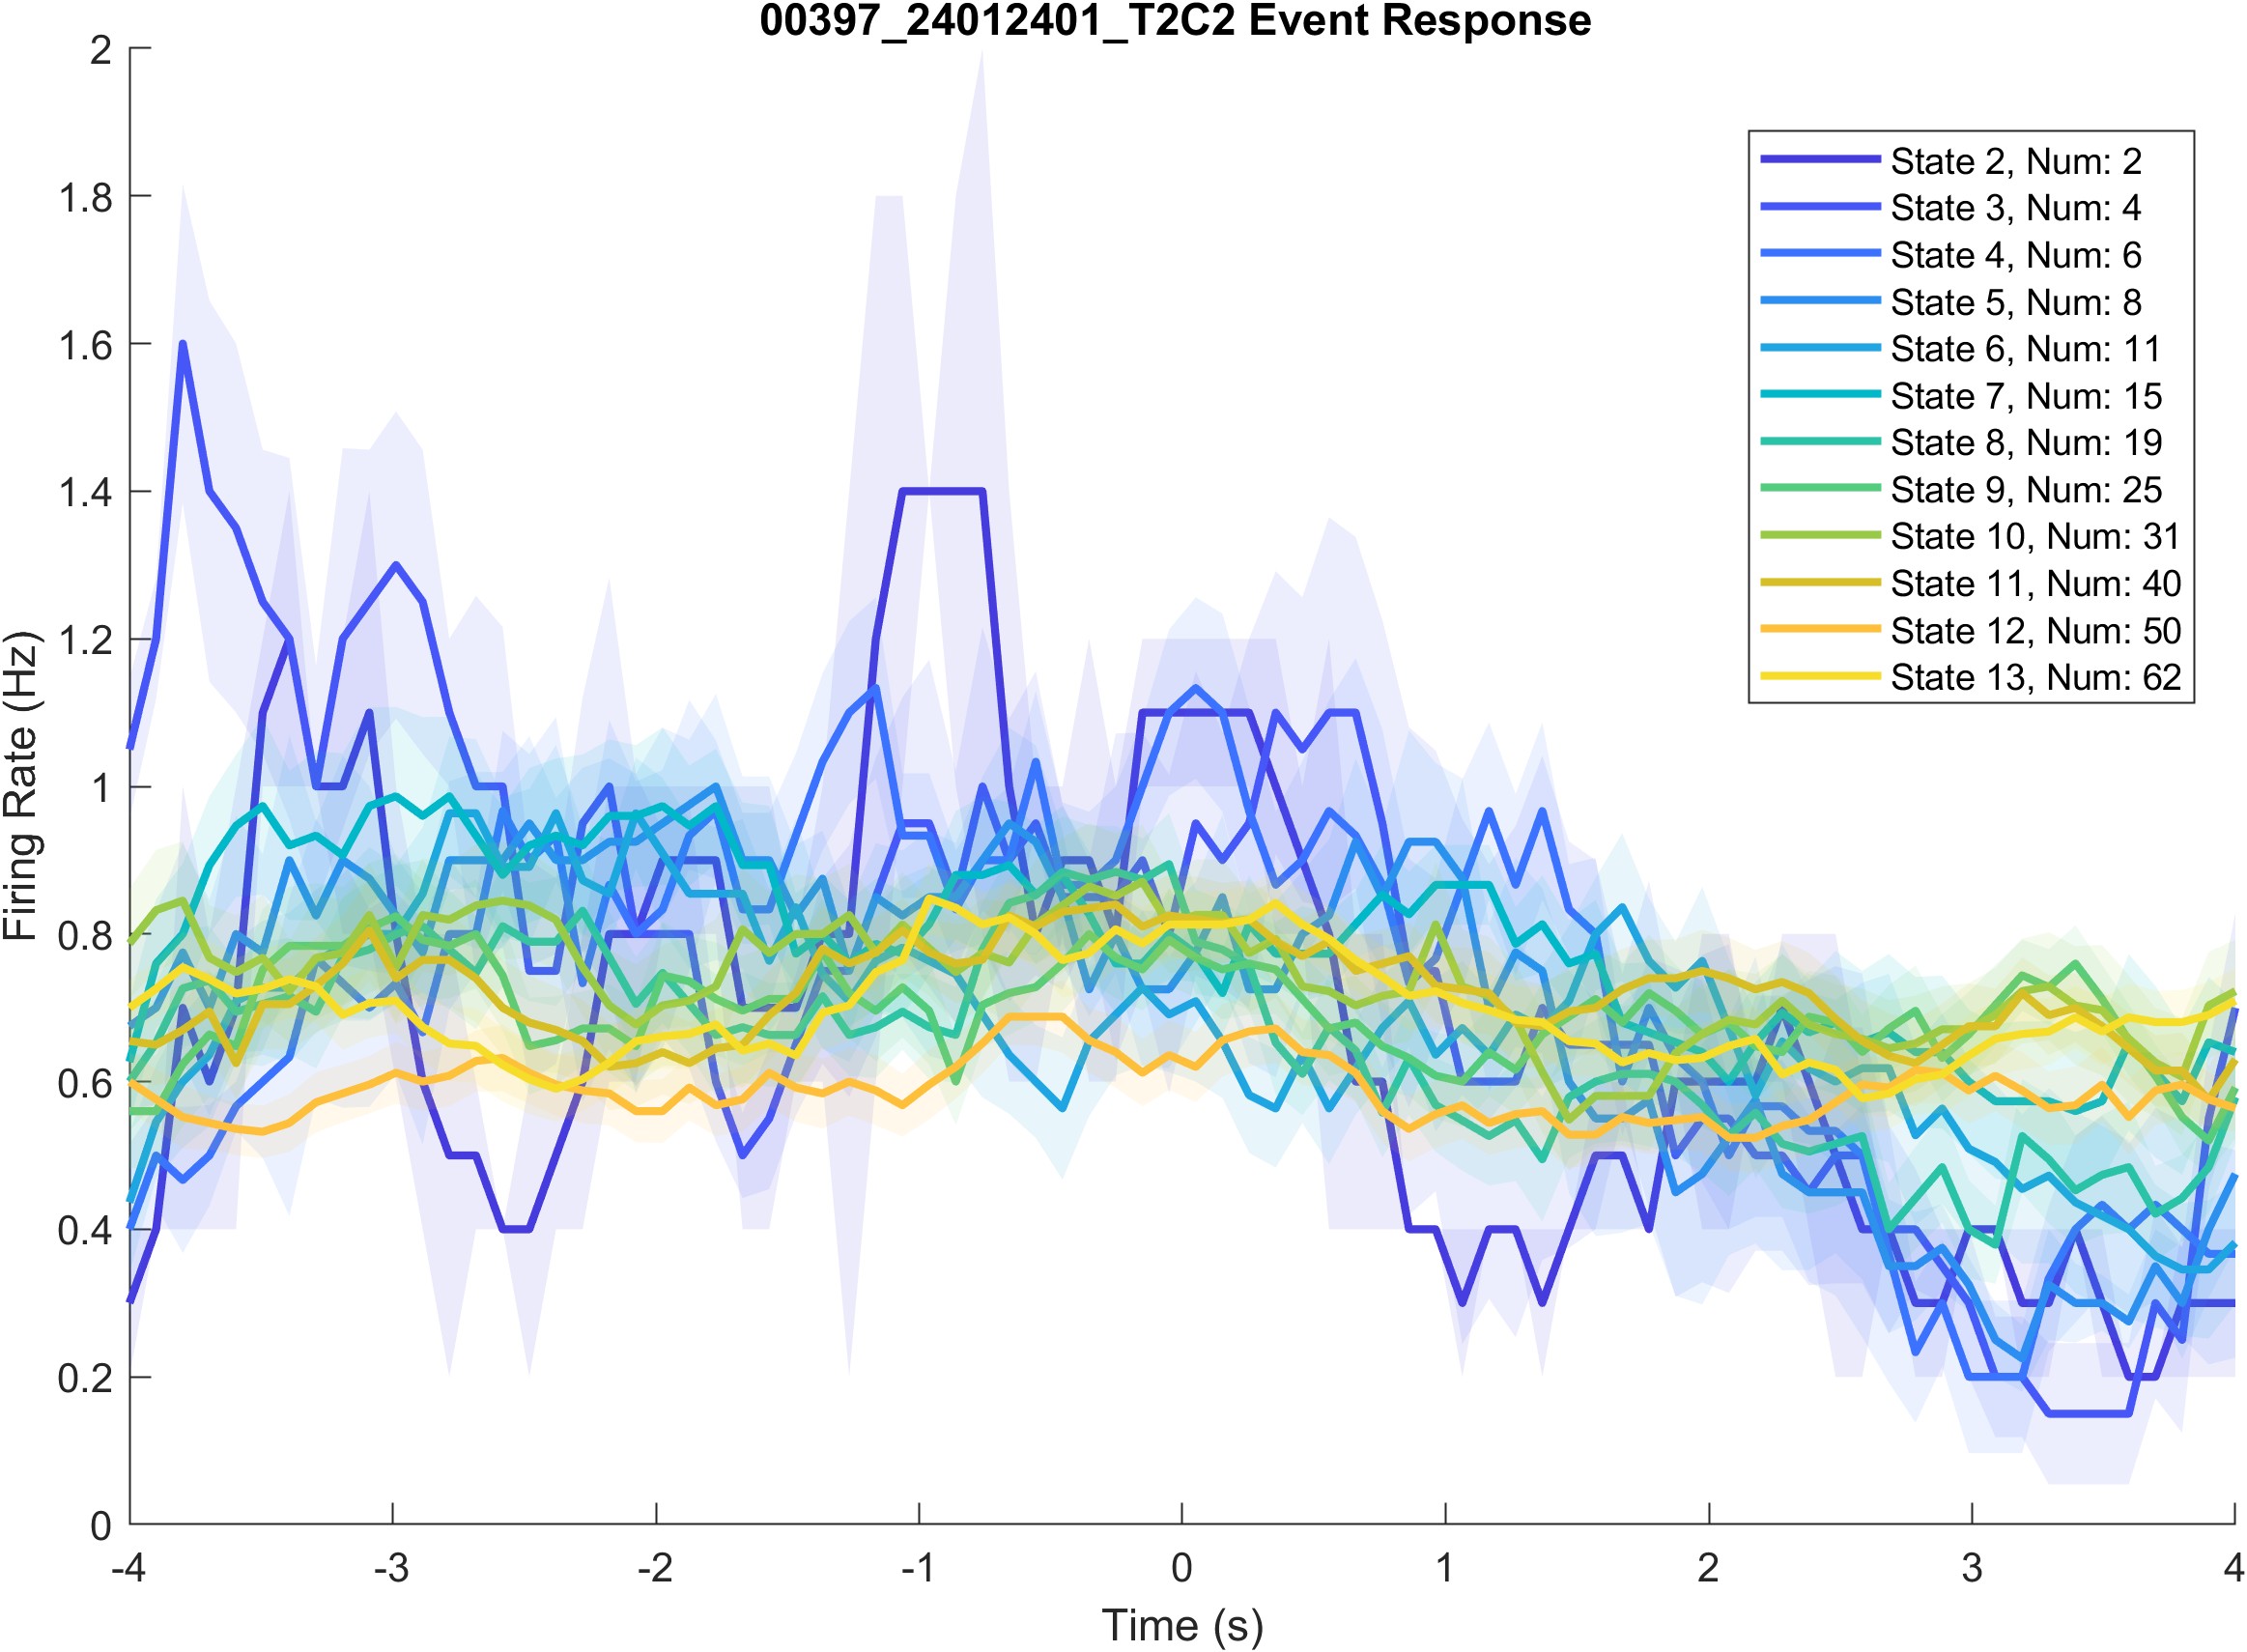 00397_24012401_T2C2 Event Response
2
1.8
1.6
1.4
1.2
1
0.8
0.6
0.4
0.2
0
Firing Rate (Hz)
State 2, Num: 2
State 3, Num: 4
State 4, Num: 6
State 5, Num: 8
State 6, Num: 11
State 7, Num: 15
State 8, Num: 19
State 9, Num: 25
State 10, Num: 31
State 11, Num: 40
State 12, Num: 50
State 13, Num: 62
-4 -3 -2 -1 0 1 2 3 4
Time (s)